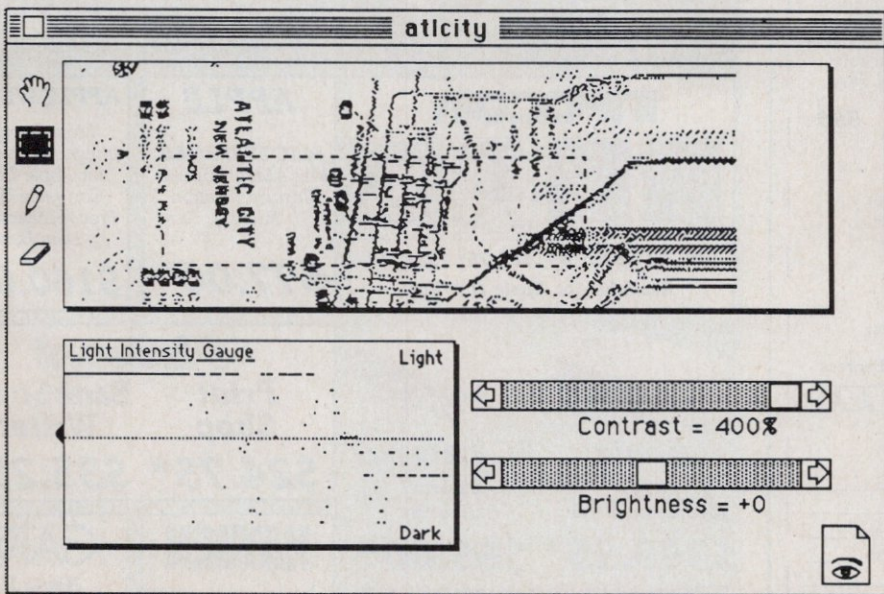 atlcity
ATLANTIC CITY
NEW JERSEY
Light Intensity Gauge
Light
Dark
Contrast = 400%
Brightness = +0